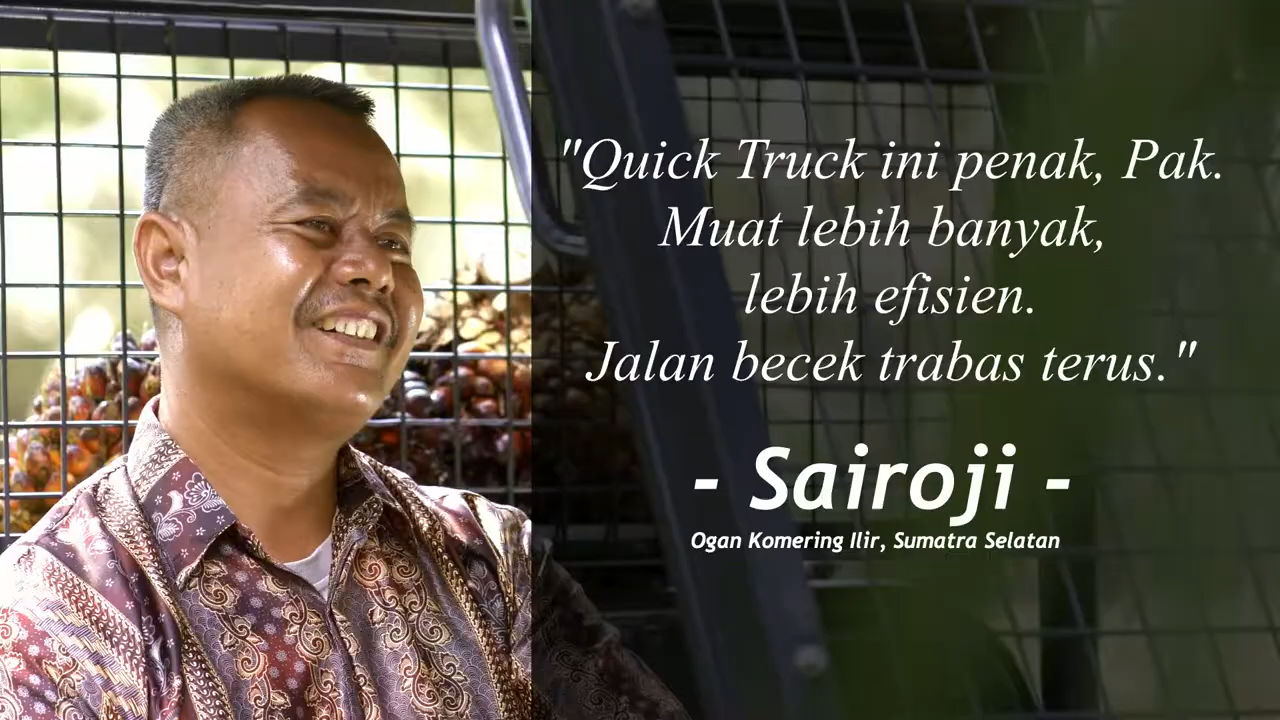 "Quick Truck ini penak, Pak.
Muat lebih banyak,
lebih efisien.
Jalan becek trabas terus."
- Sairoji -
Ogan Komering Ilir, Sumatra Selatan